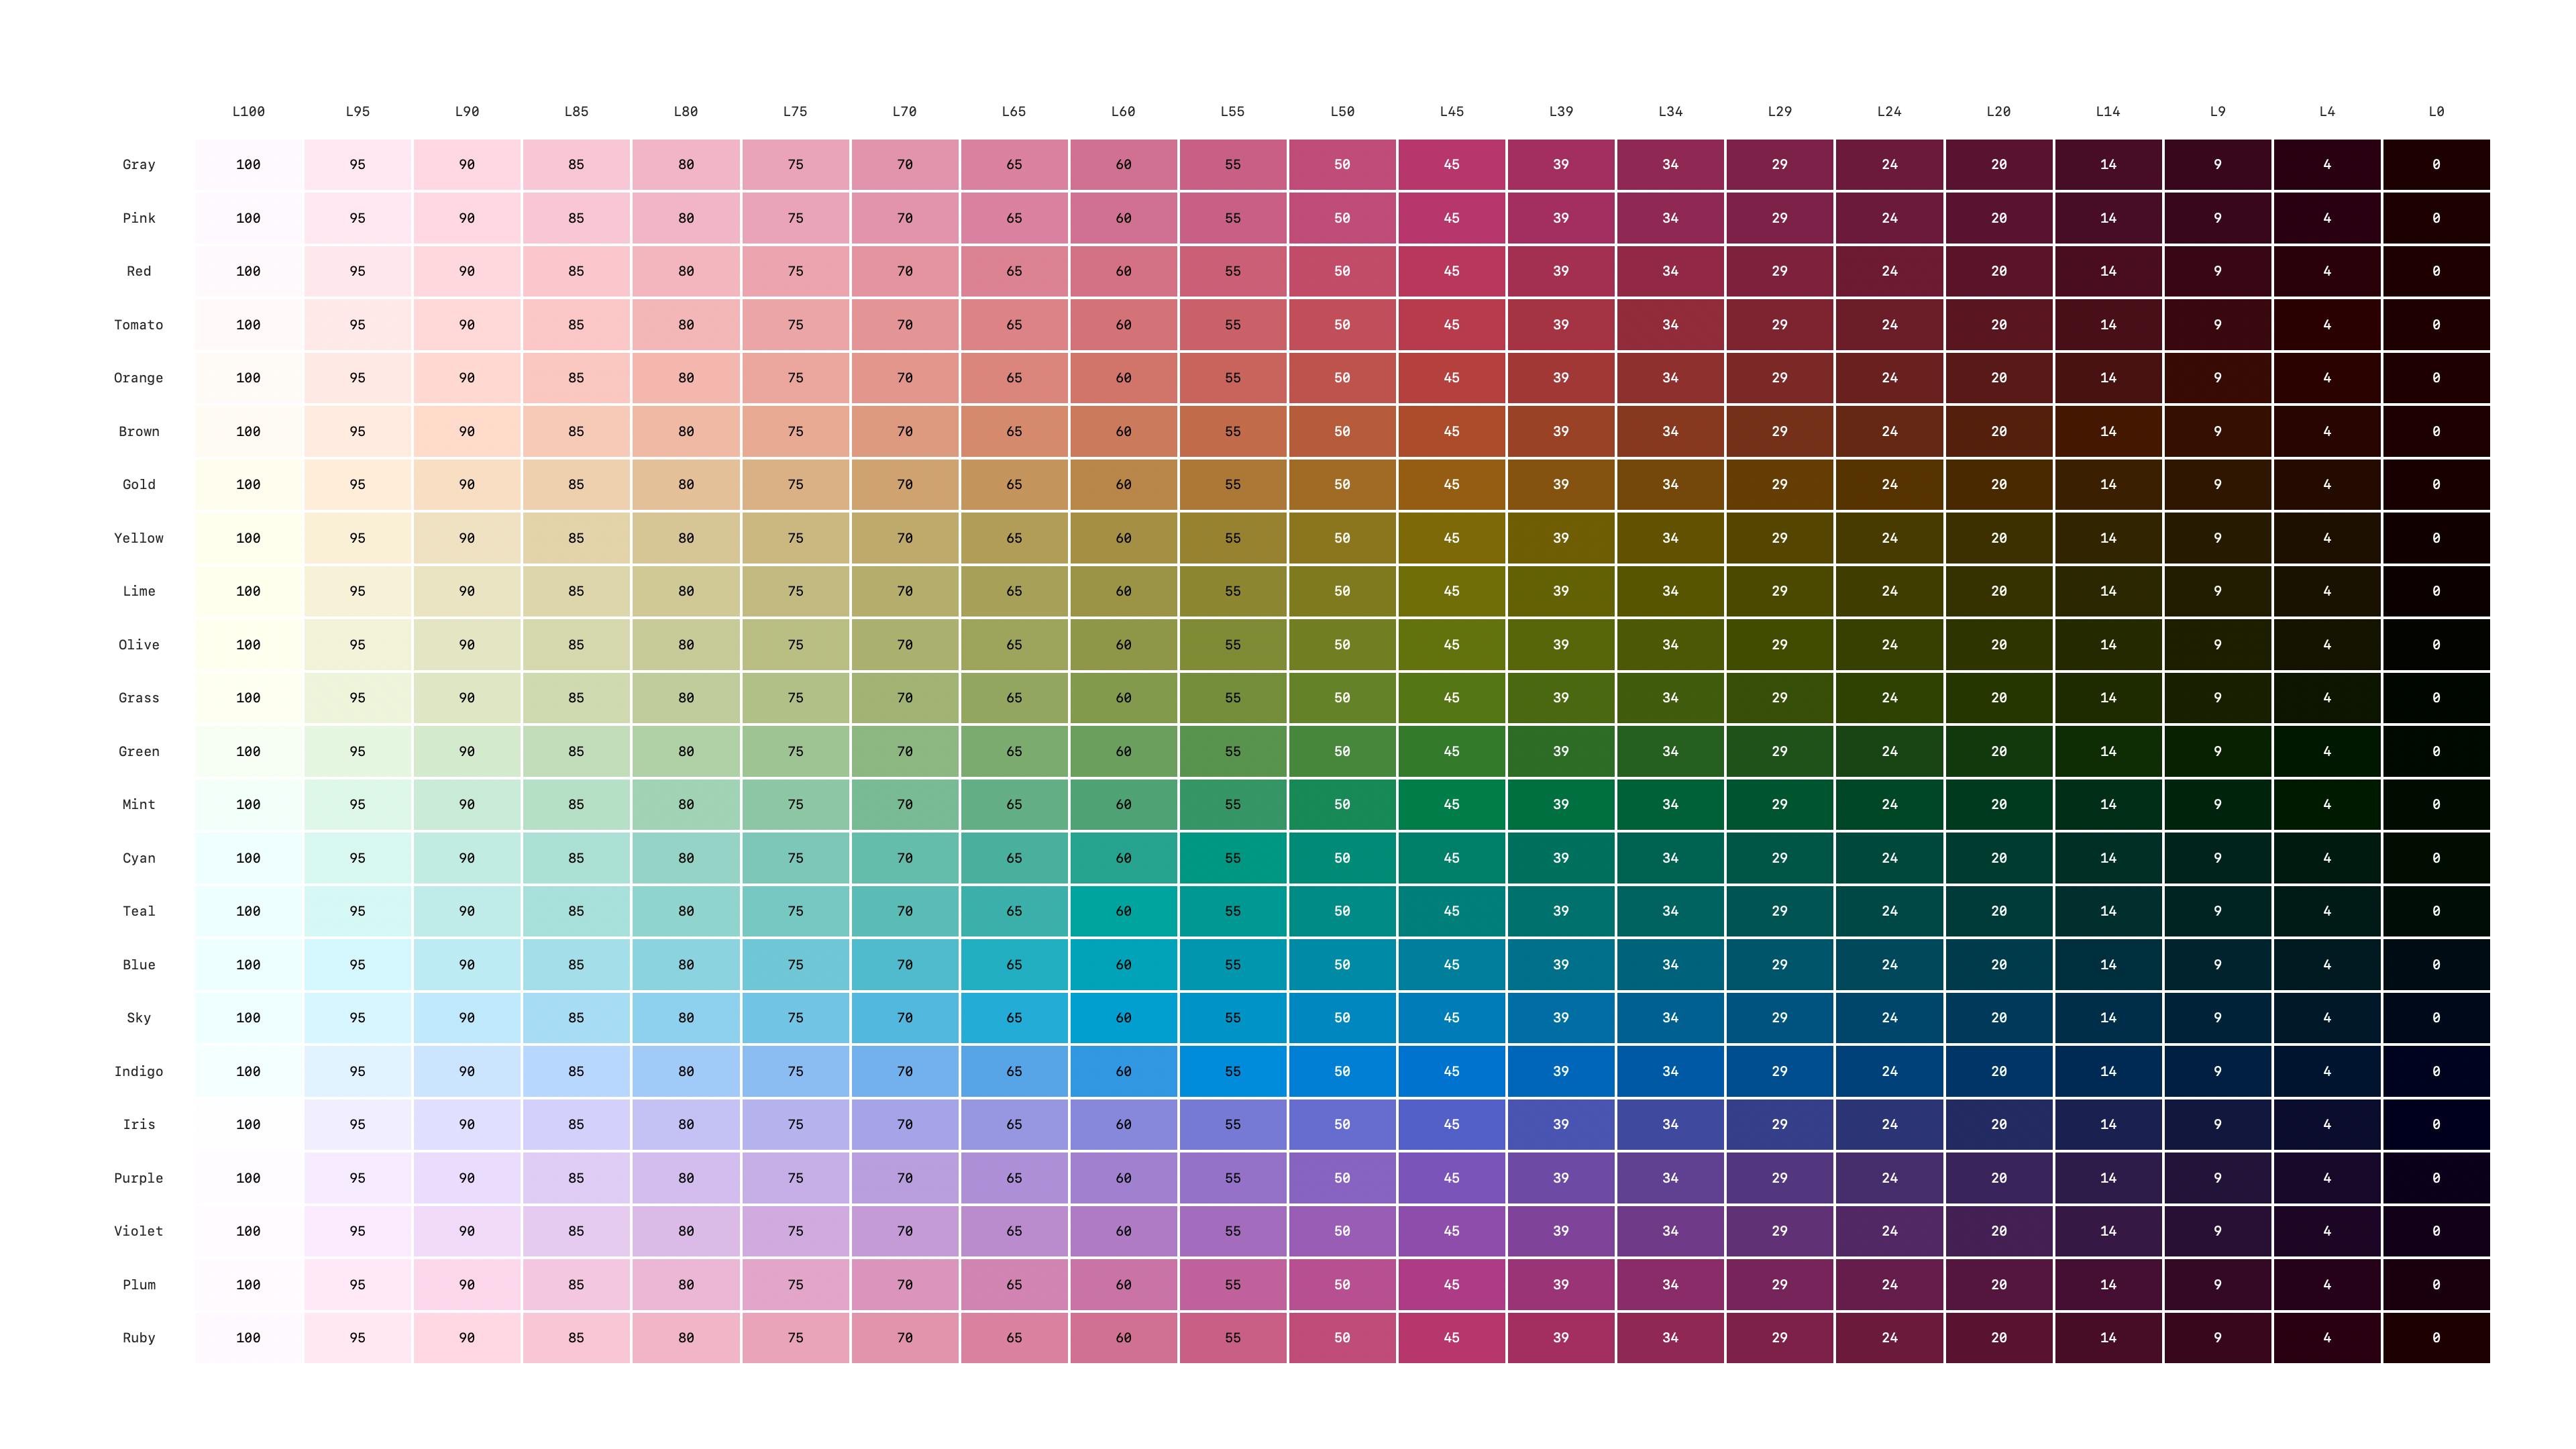 L100 L95 L90 L85 L80 L75 L70 L65 L60 L55 L50 L45 L39 L34 L29 L24 L20 L14 L9 L4 L0
Gray 100 95 90 85 80 75 70 65 60 55 50 45 39 34 29 24 20 14 9 4 0
Pink 100 95 90 85 80 75 70 65 60 55 50 45 39 34 29 24 20 14 9 4 0
Red 100 95 90 85 80 75 70 65 60 55 50 45 39 34 29 24 20 14 9 4 0
Tomato 100 95 90 85 80 75 70 65 60 55 50 45 39 34 29 24 20 14 9 4 0
Orange 100 95 90 85 80 75 70 65 60 55 50 45 39 34 29 24 20 14 9 4 0
Brown 100 95 90 85 80 75 70 65 60 55 50 45 39 34 29 24 20 14 9 4 0
Gold 100 95 90 85 80 75 70 65 60 55 50 45 39 34 29 24 20 14 9 4 0
Yellow 100 95 90 85 80 75 70 65 60 55 50 45 39 34 29 24 20 14 9 4 0
Lime 100 95 90 85 80 75 70 65 60 55 50 45 39 34 29 24 20 14 9 4 0
Olive 100 95 90 85 80 75 70 65 60 55 50 45 39 34 29 24 20 14 9 4 0
Grass 100 95 90 85 80 75 70 65 60 55 50 45 39 34 29 24 20 14 9 4 0
Green 100 95 90 85 80 75 70 65 60 55 50 45 39 34 29 24 20 14 9 4 0
Mint 100 95 90 85 80 75 70 65 60 55 50 45 39 34 29 24 20 14 9 4 0
Cyan 100 95 90 85 80 75 70 65 60 55 50 45 39 34 29 24 20 14 9 4 0
Teal 100 95 90 85 80 75 70 65 60 55 50 45 39 34 29 24 20 14 9 4 0
Blue 100 95 90 85 80 75 70 65 60 55 50 45 39 34 29 24 20 14 9 4 0
Sky 100 95 90 85 80 75 70 65 60 55 50 45 39 34 29 24 20 14 9 4 0
Indigo 100 95 90 85 80 75 70 65 60 55 50 45 39 34 29 24 20 14 9 4 0
Iris 100 95 90 85 80 75 70 65 60 55 50 45 39 34 29 24 20 14 9 4 0
Purple 100 95 90 85 80 75 70 65 60 55 50 45 39 34 29 24 20 14 9 4 0
Violet 100 95 90 85 80 75 70 65 60 55 50 45 39 34 29 24 20 14 9 4 0
Plum 100 95 90 85 80 75 70 65 60 55 50 45 39 34 29 24 20 14 9 4 0
Ruby 100 95 90 85 80 75 70 65 60 55 50 45 39 34 29 24 20 14 9 4 0